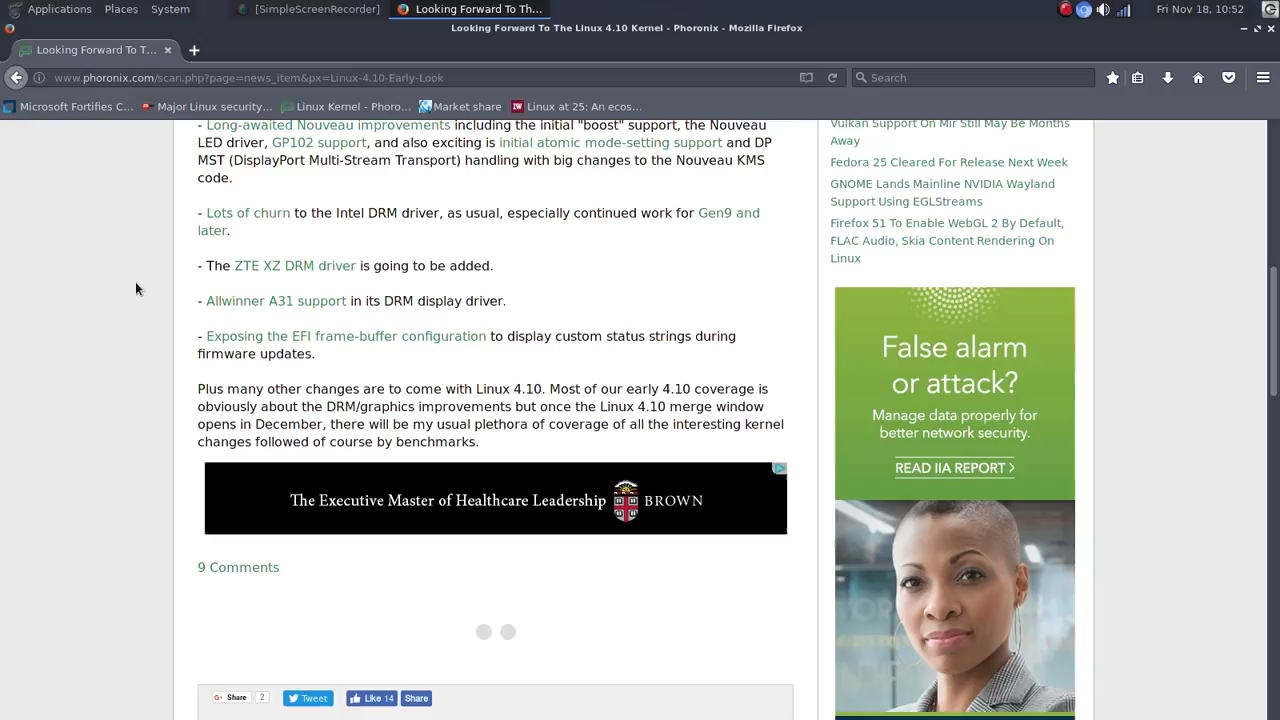 Applications Places System [SimpleScreenRecorder] Looking Forward To Th... Fri Nov 18, 10:52
Looking Forward To The Linux 4.10 Kernel - Phoronix - Mozilla Firefox
Looking Forward To T...
www.phoronix.com/scan.php?page=news_item&px=Linux-4.10-Early-Look
Search
Microsoft Fortifies C... Major Linux security... Linux Kernel - Phoro... Market share Linux at 25: An ecos...
- Long-awaited Nouveau improvements including the initial "boost" support, the Nouveau
LED driver, GP102 support, and also exciting is initial atomic mode-setting support and DP
MST (DisplayPort Multi-Stream Transport) handling with big changes to the Nouveau KMS
code.
- Lots of churn to the Intel DRM driver, as usual, especially continued work for Gen9 and
later.
- The ZTE XZ DRM driver is going to be added.
- Allwinner A31 support in its DRM display driver.
- Exposing the EFI frame-buffer configuration to display custom status strings during
firmware updates.
Plus many other changes are to come with Linux 4.10. Most of our early 4.10 coverage is
obviously about the DRM/graphics improvements but once the Linux 4.10 merge window
opens in December, there will be my usual plethora of coverage of all the interesting kernel
changes followed of course by benchmarks.
The Executive Master of Healthcare Leadership BROWN
9 Comments
Share 2 Tweet Like 14 Share
Vulkan Support On Mir Still May Be Months
Away
Fedora 25 Cleared For Release Next Week
GNOME Lands Mainline NVIDIA Wayland
Support Using EGLStreams
Firefox 51 To Enable WebGL 2 By Default,
FLAC Audio, Skia Content Rendering On
Linux
False alarm
or attack?
Manage data properly for
better network security.
READ IIA REPORT >